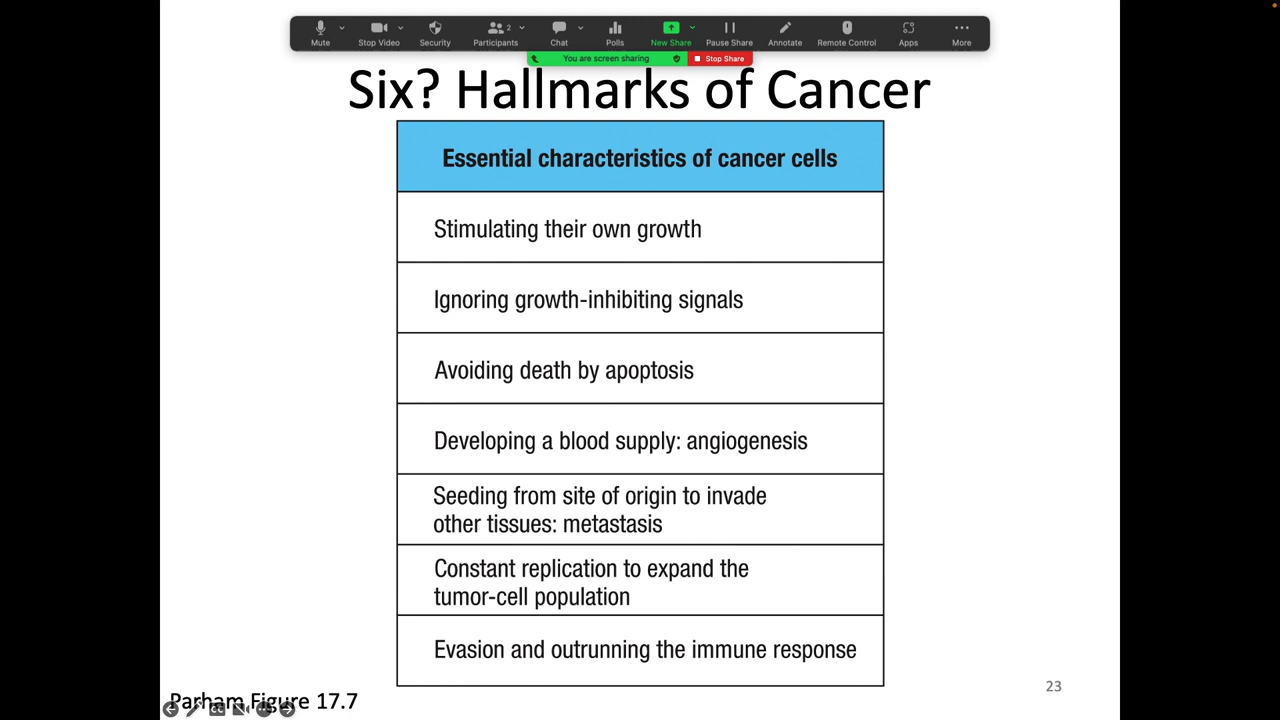 Mute
Stop Video
Security
Participants 2
Chat
Polls
New Share
Pause Share
Annotate
Remote Control
Apps
More
You are screen sharing
Stop Share
Six? Hallmarks of Cancer
Essential characteristics of cancer cells
Stimulating their own growth
Ignoring growth-inhibiting signals
Avoiding death by apoptosis
Developing a blood supply: angiogenesis
Seeding from site of origin to invade
other tissues: metastasis
Constant replication to expand the
tumor-cell population
Evasion and outrunning the immune response
23
Parham Figure 17.7
CC